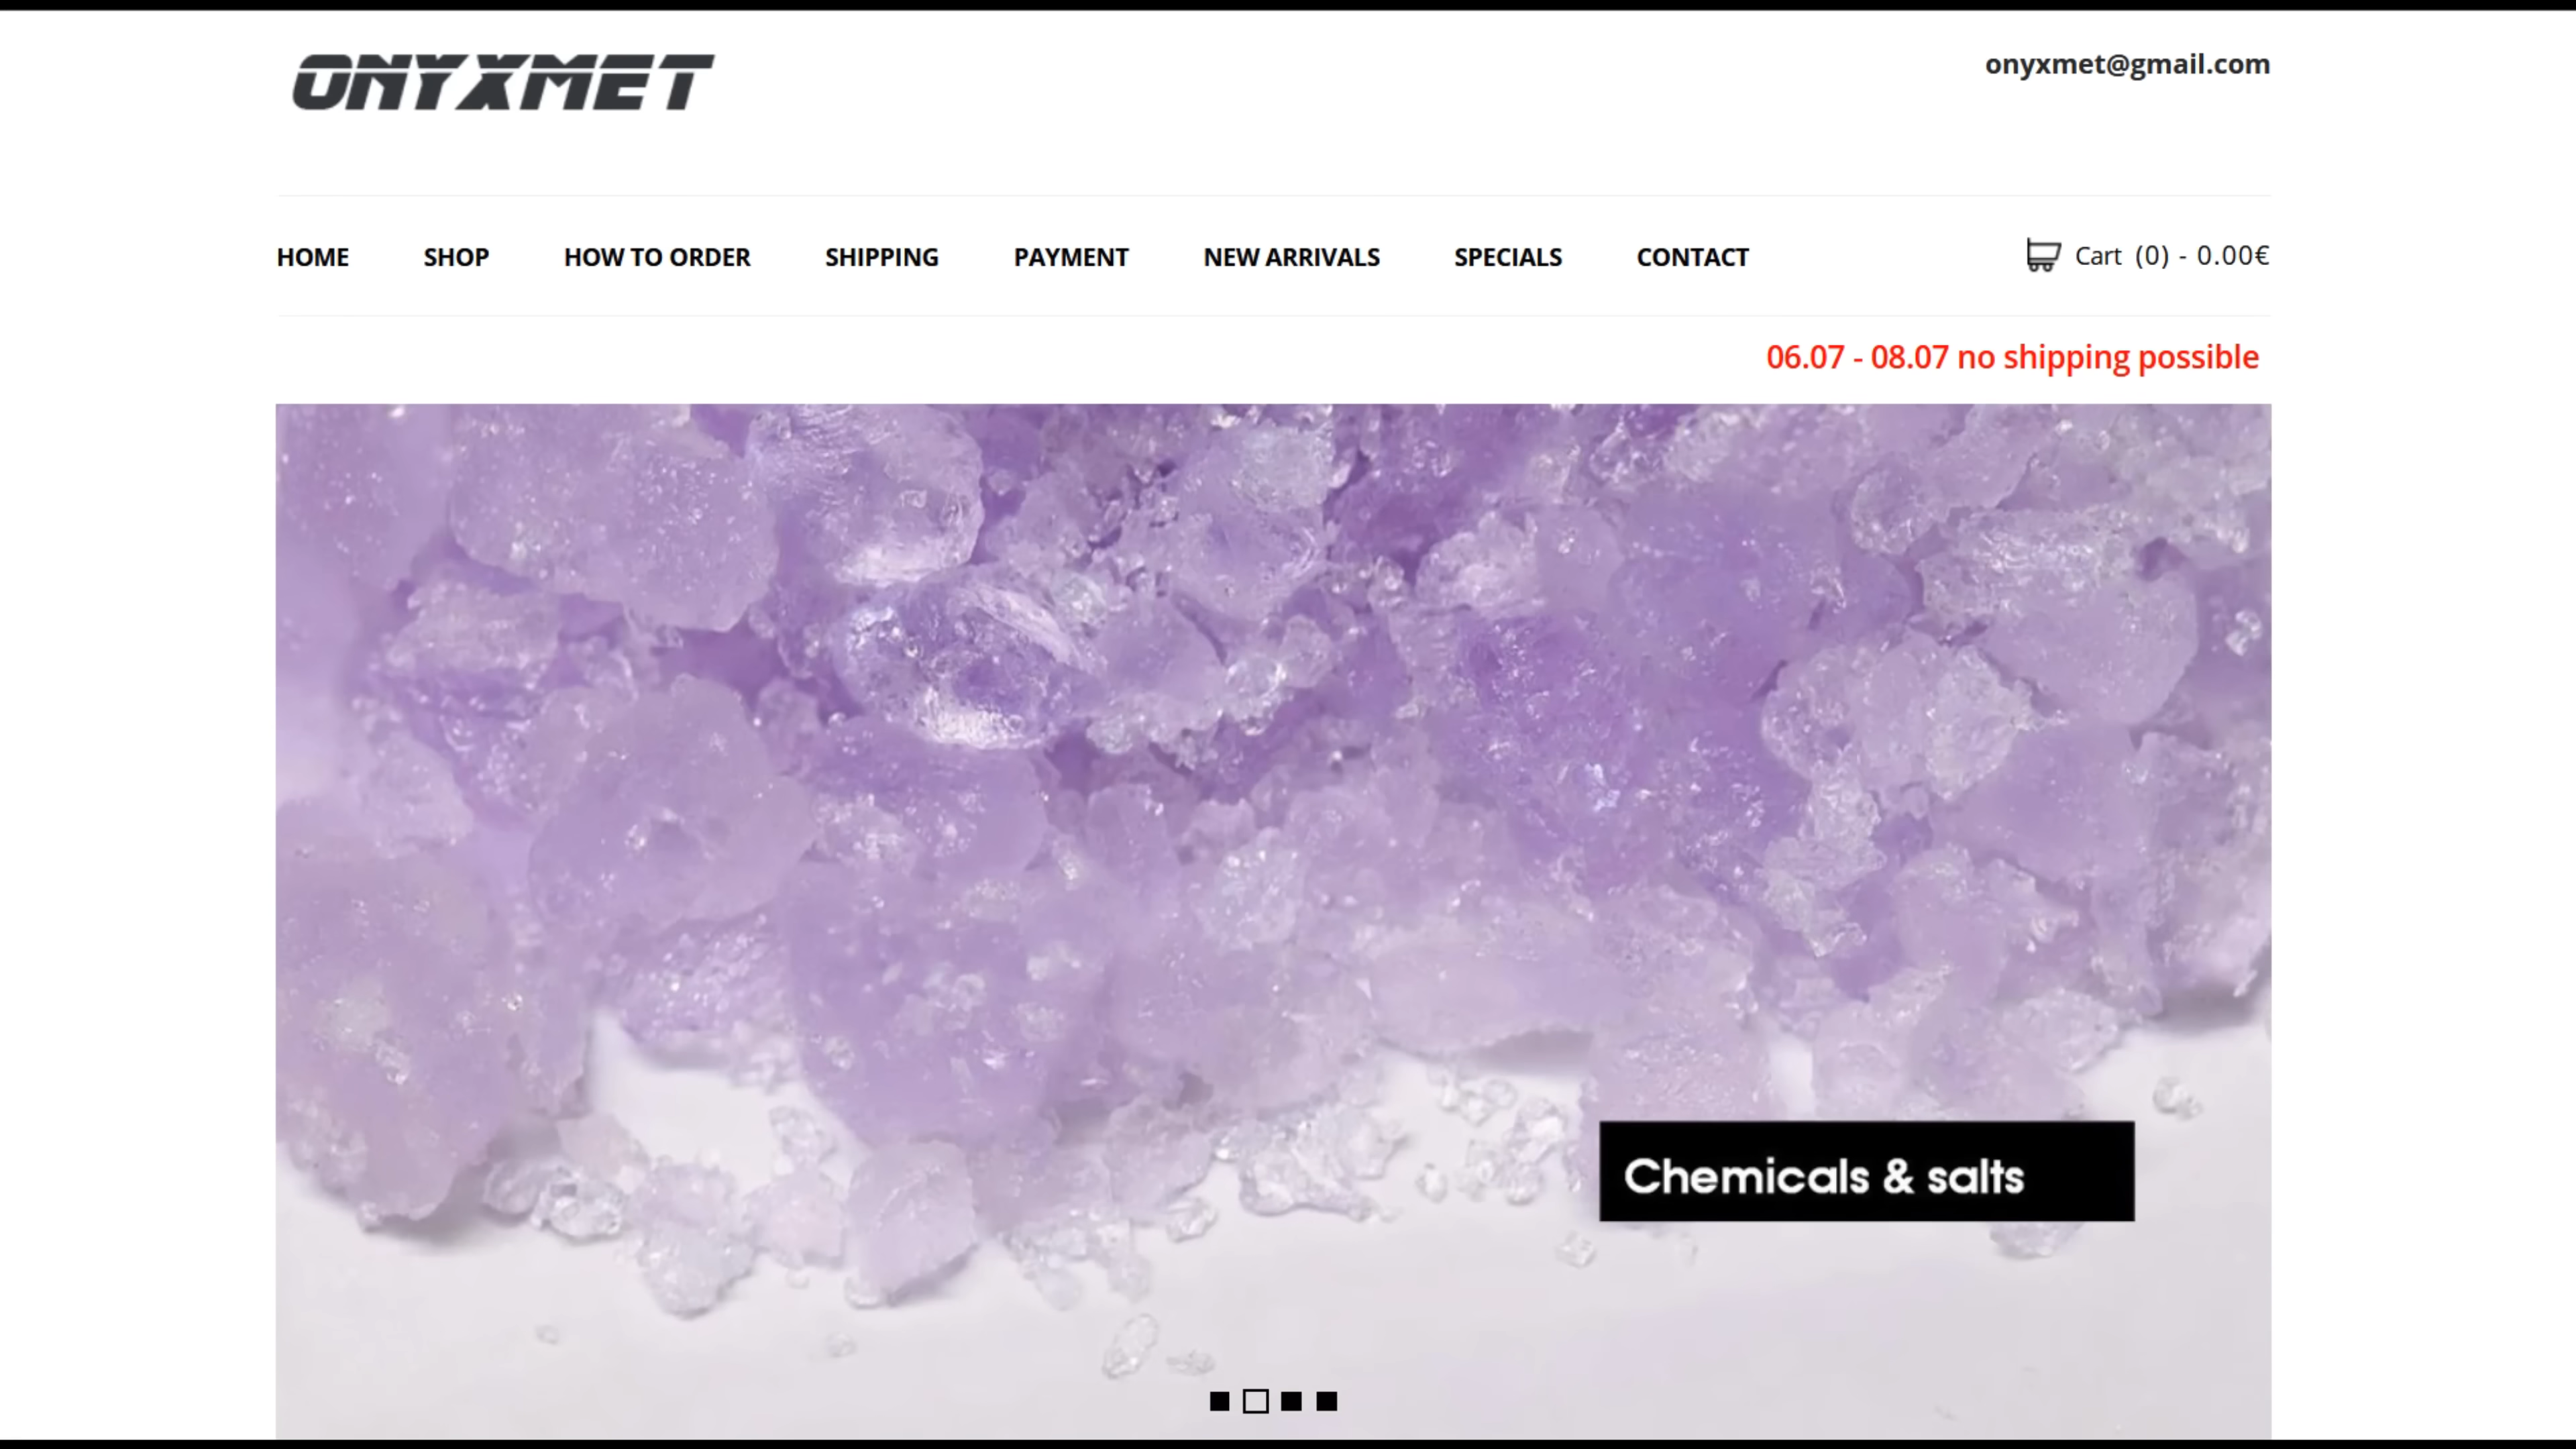 ONYXMET
onyxmet@gmail.com
HOME SHOP HOW TO ORDER SHIPPING PAYMENT NEW ARRIVALS SPECIALS CONTACT Cart (0) - 0.00€
06.07 - 08.07 no shipping possible
Chemicals & salts